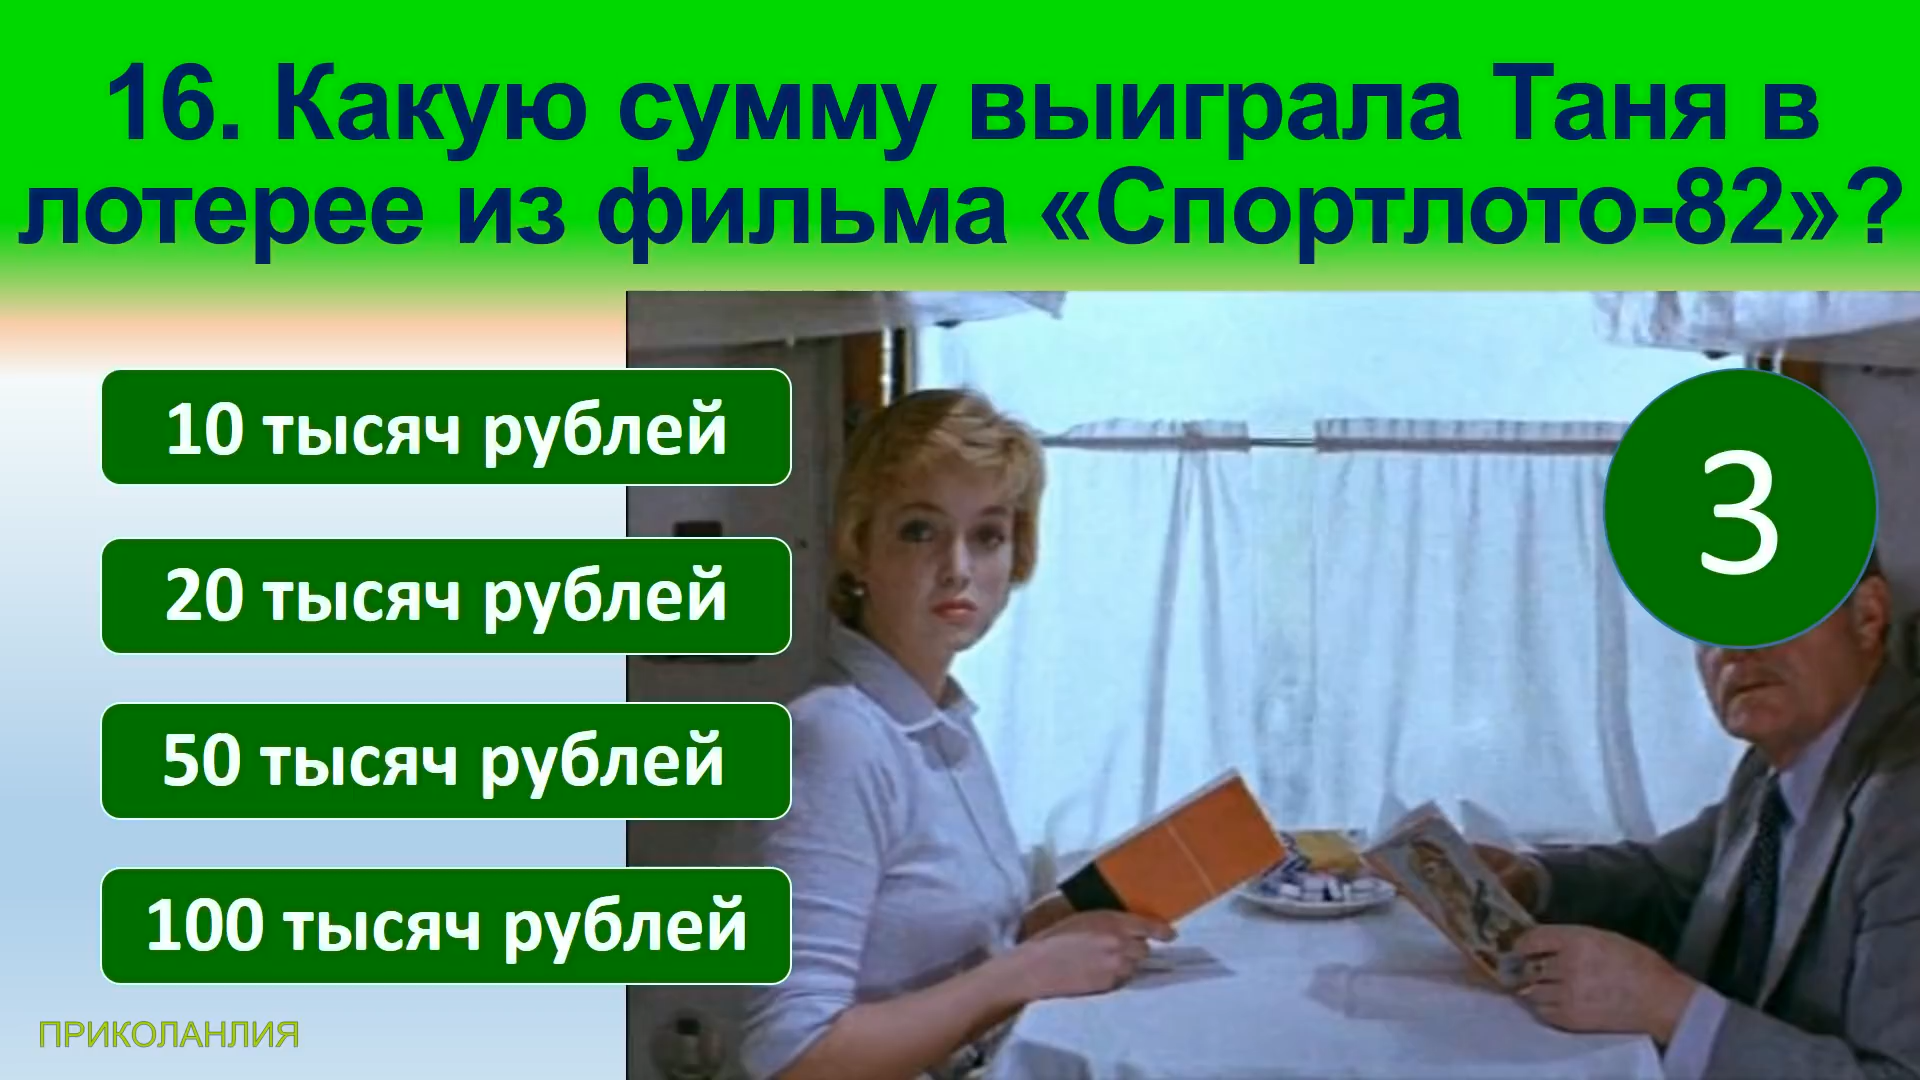 16. Какую сумму выиграла Таня в
лотерее из фильма «Спортлото-82»?
10 тысяч рублей
20 тысяч рублей
50 тысяч рублей
100 тысяч рублей
3
ПРИКОЛАНЛИЯ